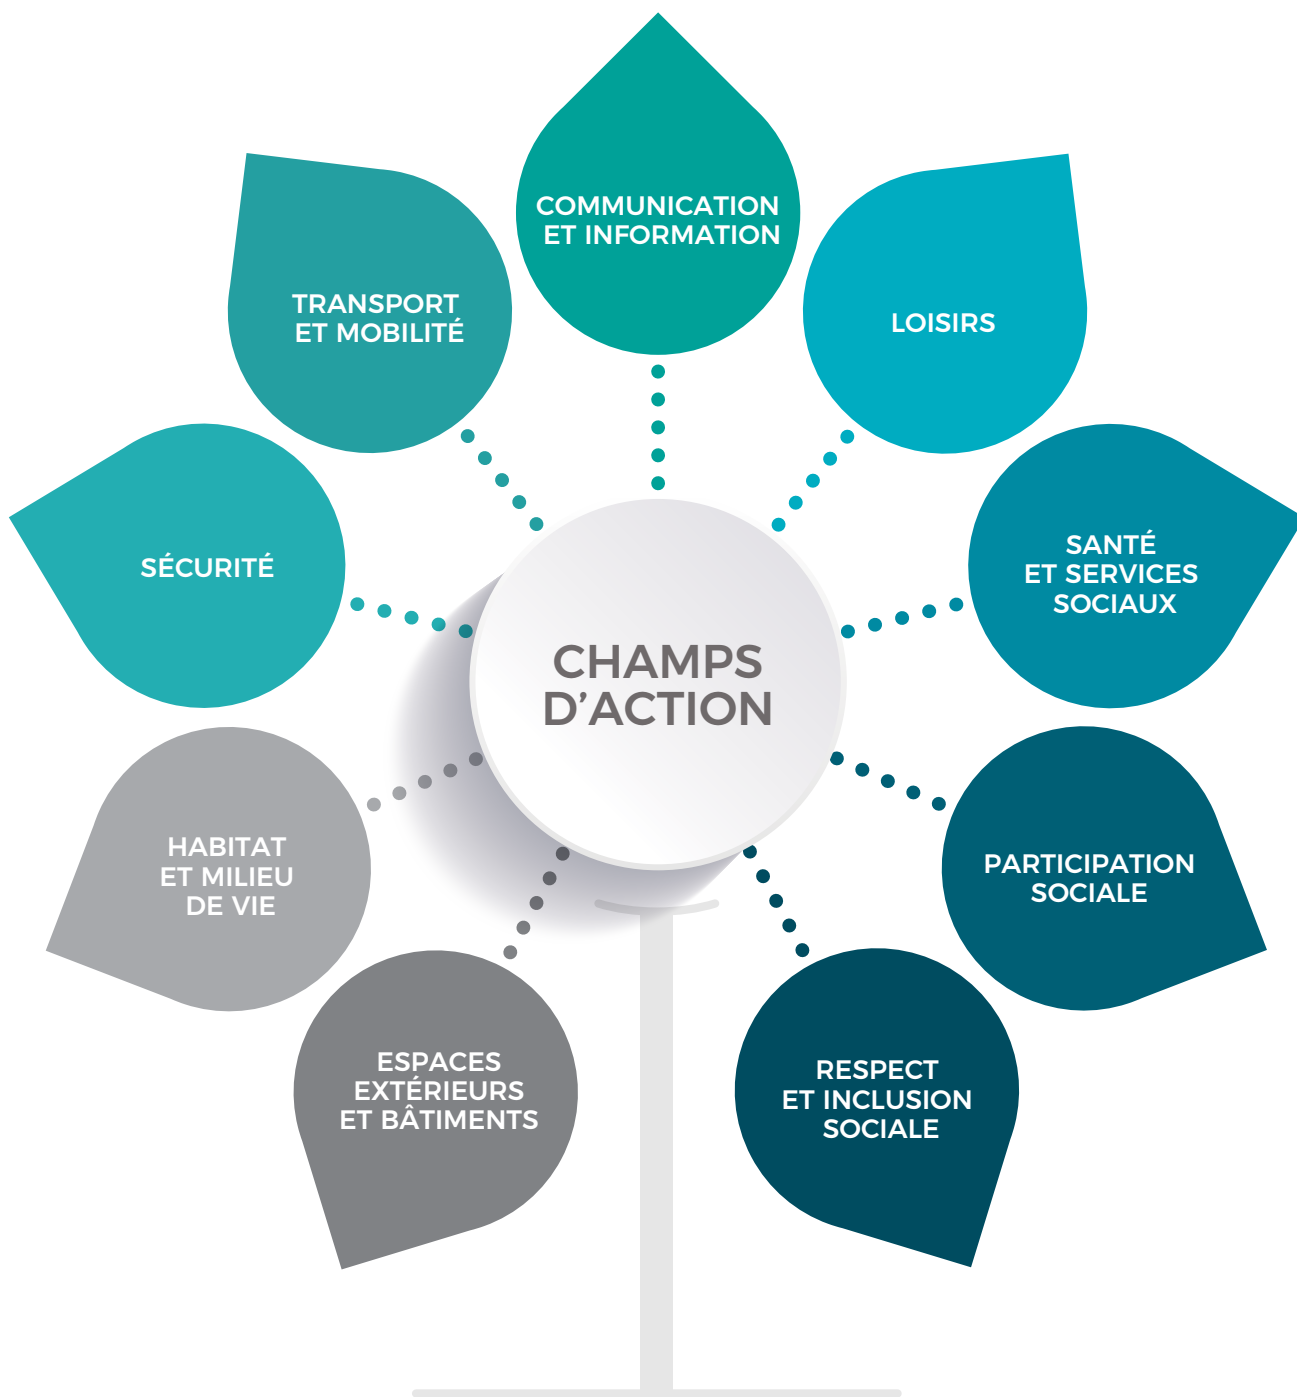 COMMUNICATION
ET INFORMATION
LOISIRS
SANTÉ
ET SERVICES
SOCIAUX
PARTICIPATION
SOCIALE
RESPECT
ET INCLUSION
SOCIALE
ESPACES
EXTÉRIEURS
ET BÂTIMENTS
HABITAT
ET MILIEU
DE VIE
SÉCURITÉ
TRANSPORT
ET MOBILITÉ
CHAMPS
D’ACTION